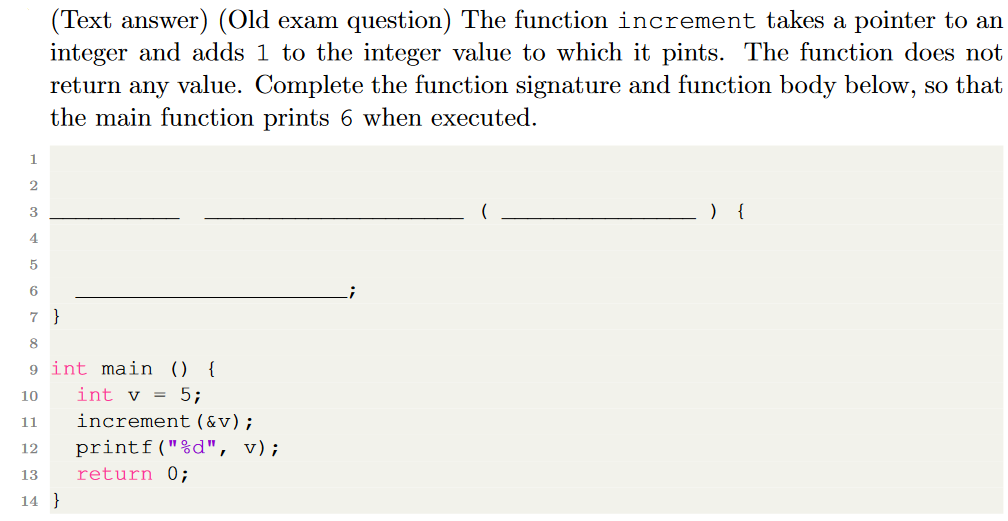 (Text answer) (Old exam question) The function increment takes a pointer to an
integer and adds 1 to the integer value to which it pints. The function does not
return any value. Complete the function signature and function body below, so that
the main function prints 6 when executed.
1
2
3 __________ ____________________ ( _______________ ) {
4
5
6 _____________________;
7 }
8
9 int main () {
10 int v = 5;
11 increment(&v);
12 printf("%d", v);
13 return 0;
14 }